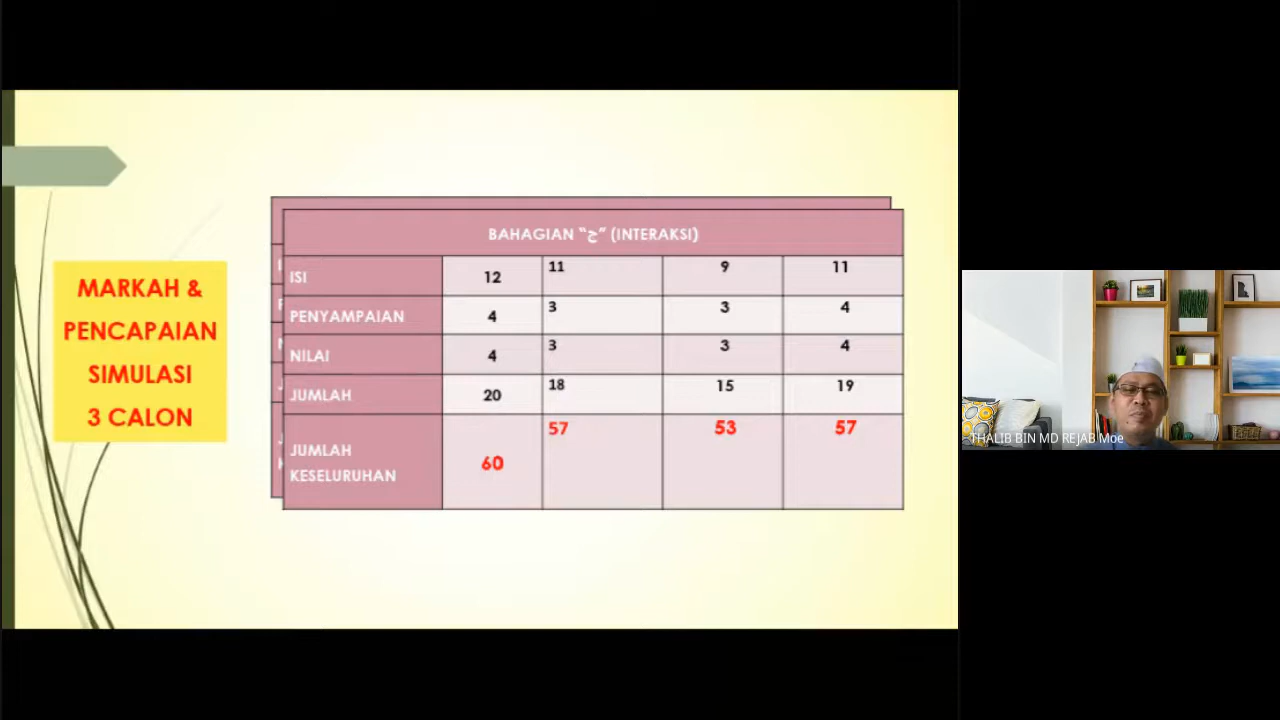 MARKAH &
PENCAPAIAN
SIMULASI
3 CALON
BAHAGIAN “ج” (INTERAKSI)
ISI 12 11 9 11
PENYAMPAIAN 4 3 3 4
NILAI 4 3 3 4
JUMLAH 20 18 15 19
JUMLAH
KESELURUHAN 60 57 53 57
THALIB BIN MD REJAB Moe